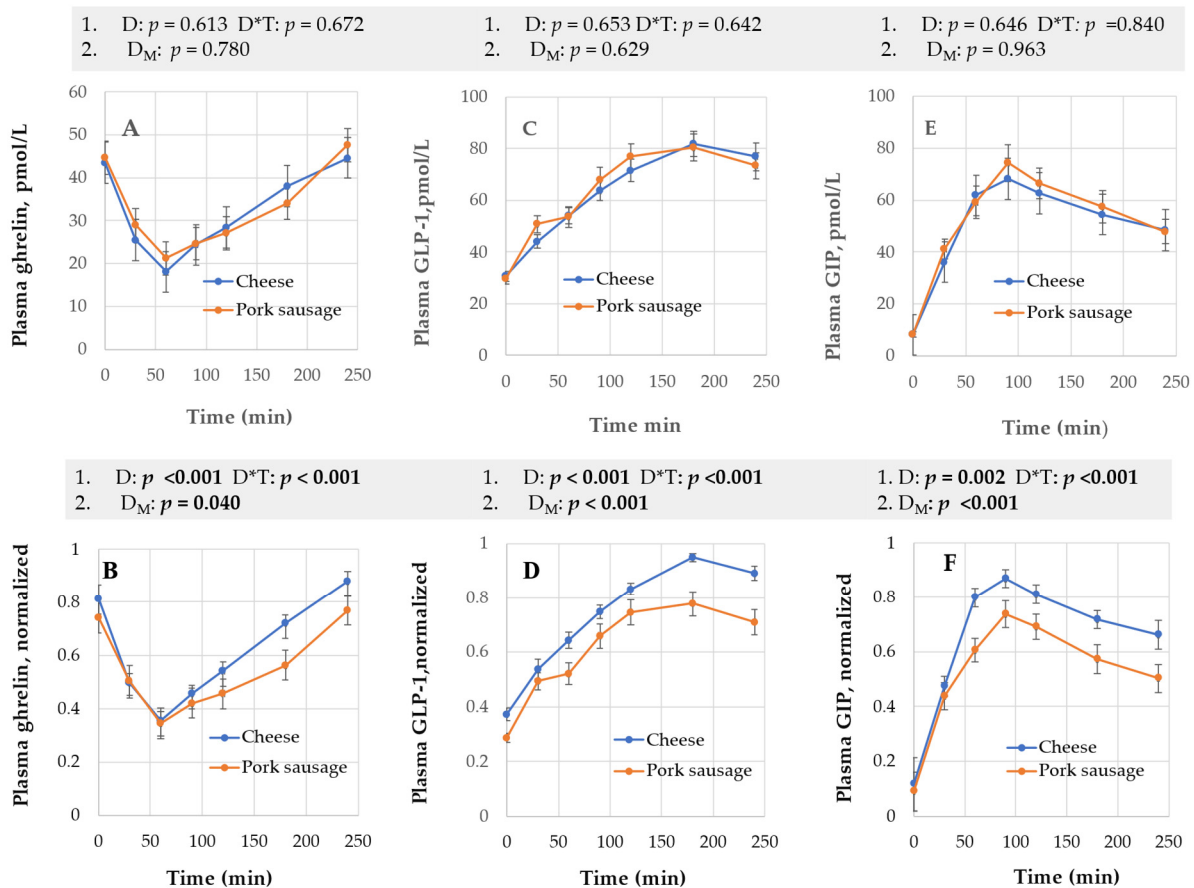 1. D: p = 0.613 D*T: p = 0.672
2. D_M: p = 0.780
1. D: p = 0.653 D*T: p = 0.642
2. D_M: p = 0.629
1. D: p = 0.646 D*T: p =0.840
2. D_M: p = 0.963
Plasma ghrelin, pmol/L
60
50
40
30
20
10
0
A
Cheese
Pork sausage
0 50 100 150 200 250
Time (min)
Plasma GLP-1,pmol/L
100
80
60
40
20
0
C
Cheese
Pork sausage
0 50 100 150 200 250
Time min
Plasma GIP, pmol/L
100
80
60
40
20
0
E
Cheese
Pork sausage
0 50 100 150 200 250
Time (min)
1. D: p <0.001 D*T: p < 0.001
2. D_M: p = 0.040
1. D: p < 0.001 D*T: p <0.001
2. D_M: p < 0.001
1. D: p = 0.002 D*T: p <0.001
2. D_M: p <0.001
Plasma ghrelin, normalized
1
0.8
0.6
0.4
0.2
0
B
Cheese
Pork sausage
0 50 100 150 200 250
Time (min)
Plasma GLP-1,normalized
1
0.8
0.6
0.4
0.2
0
D
Cheese
Pork sausage
0 50 100 150 200 250
Time (min)
Plasma GIP, normalized
1
0.8
0.6
0.4
0.2
0
F
Cheese
Pork sausage
0 50 100 150 200 250
Time (min)